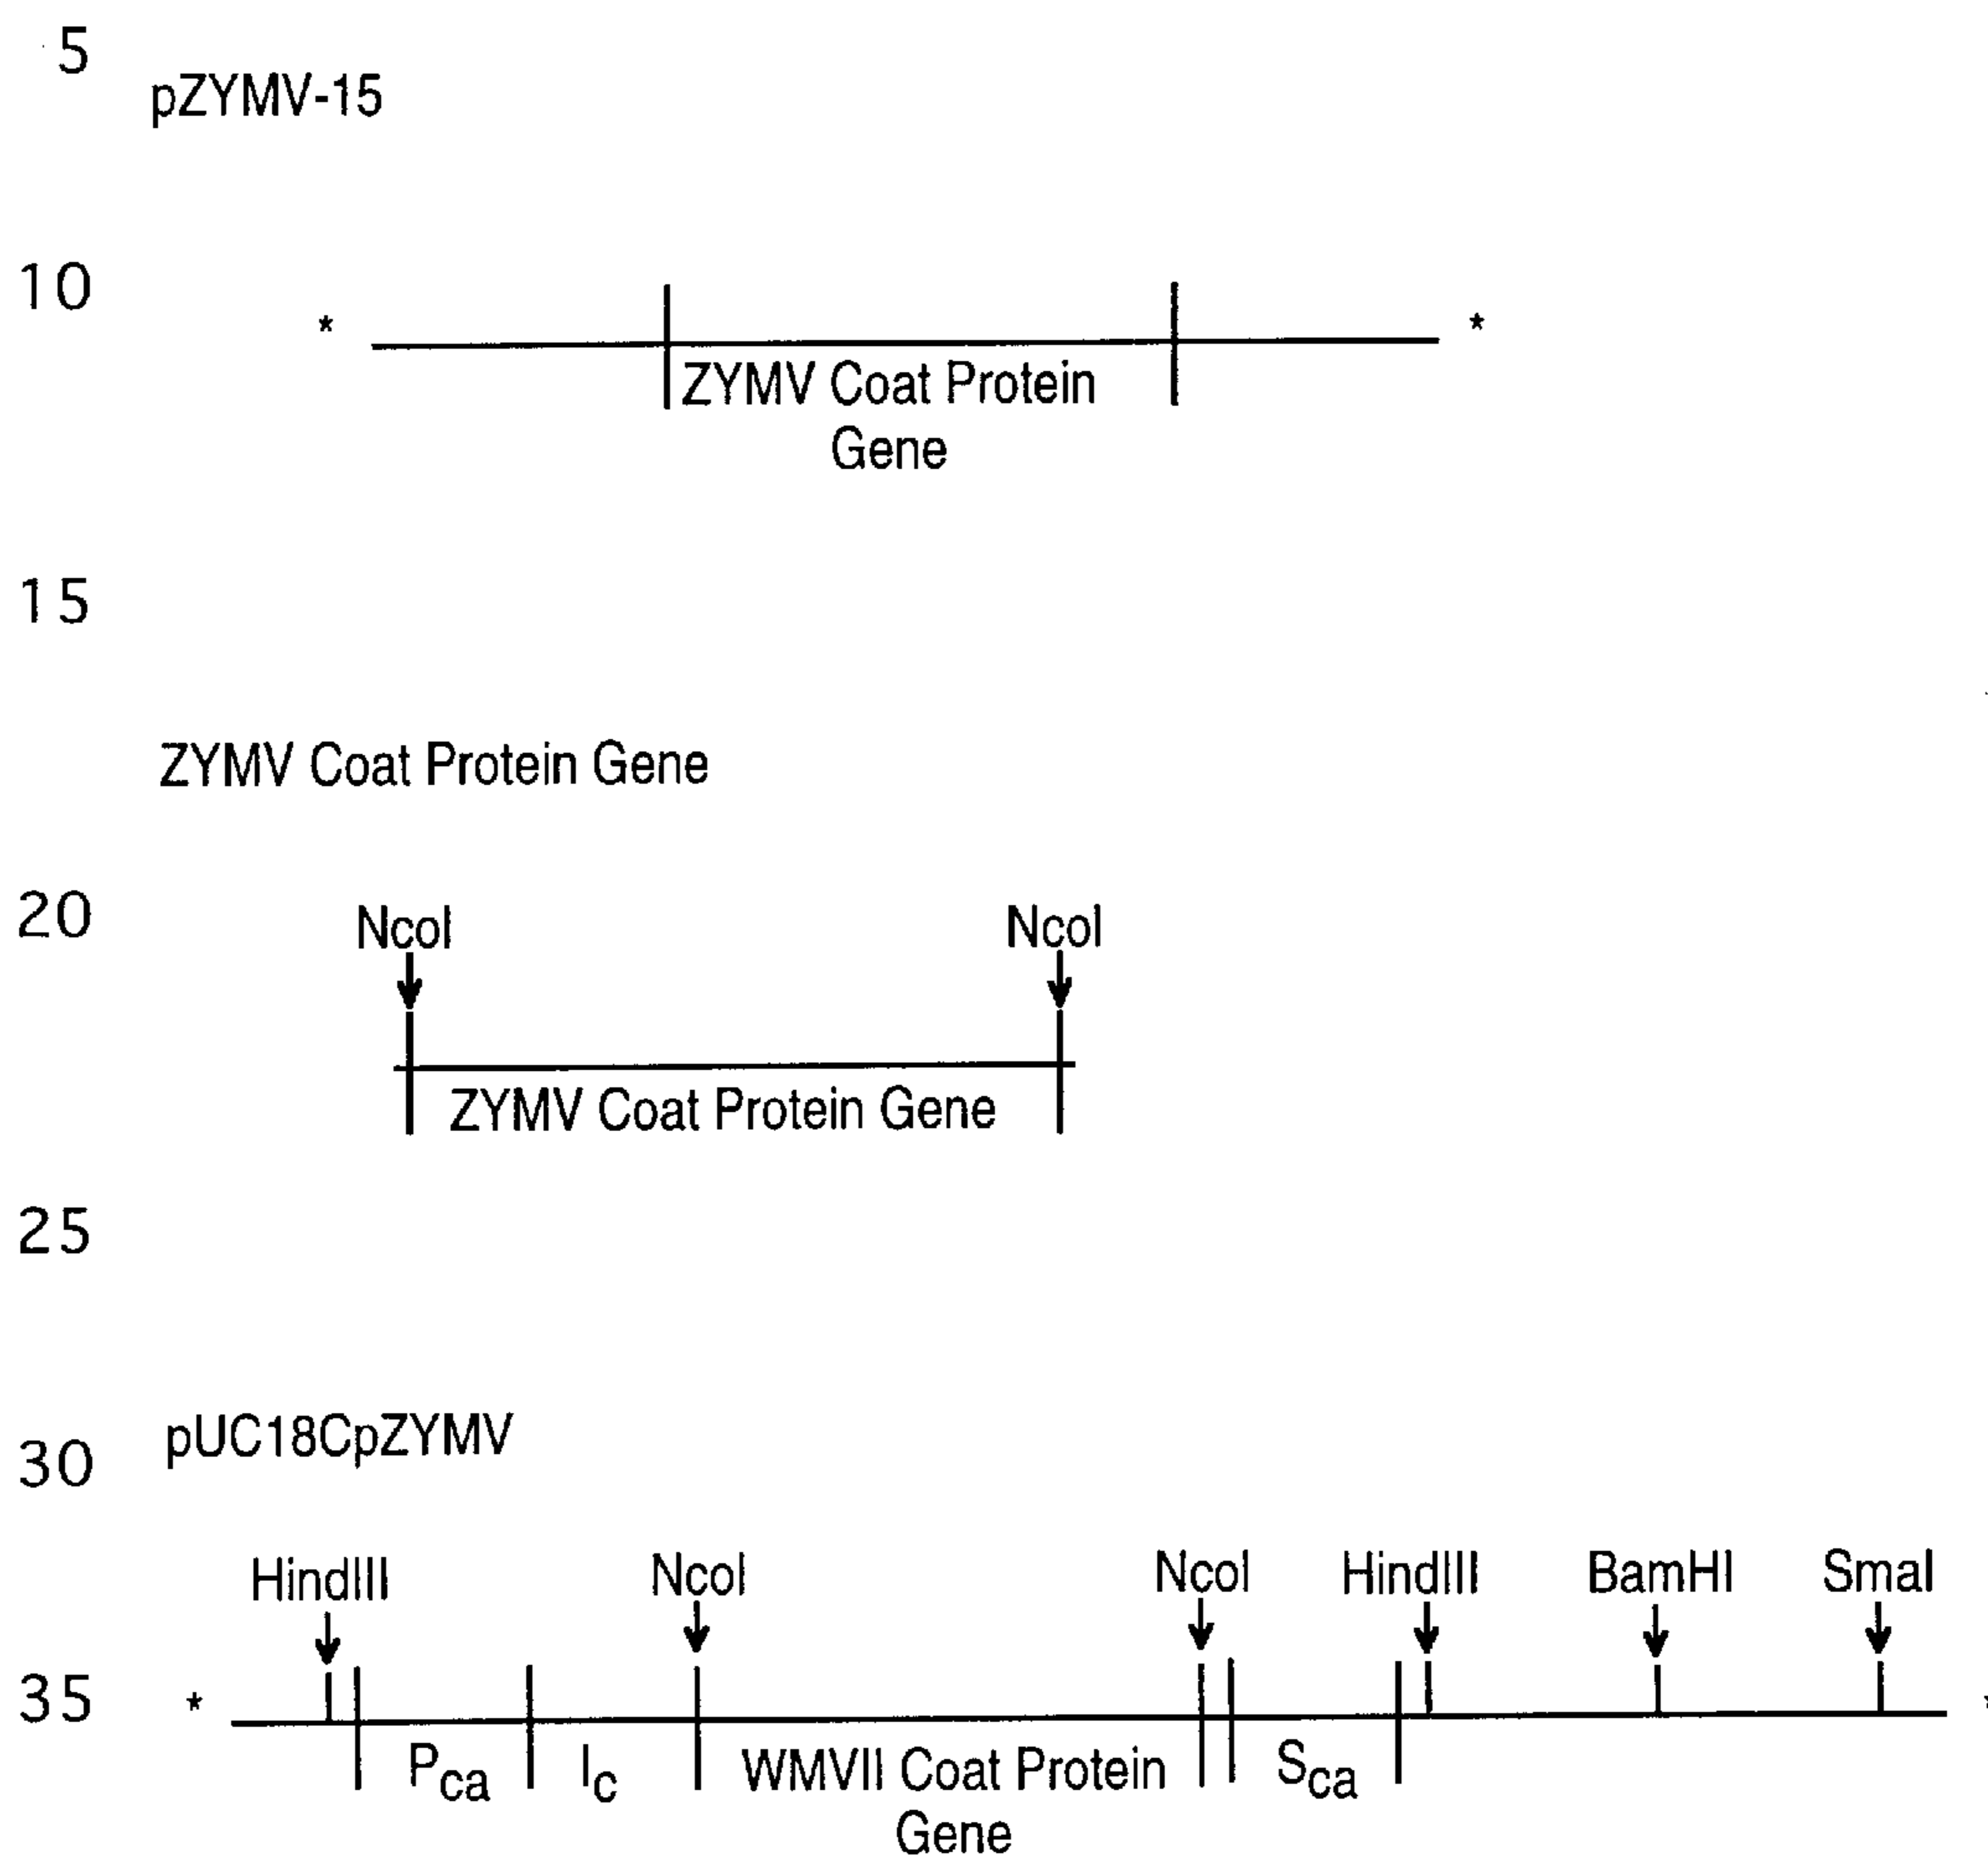 5
pZYMV-15
10
*
*
ZYMV Coat Protein
Gene
15
ZYMV Coat Protein Gene
20
NcoI NcoI
ZYMV Coat Protein Gene
25
pUC18CpZYMV
30
HindIII NcoI NcoI HindIII BamHI SmaI
35 * *
Pca Ic WMVII Coat Protein Sca
Gene